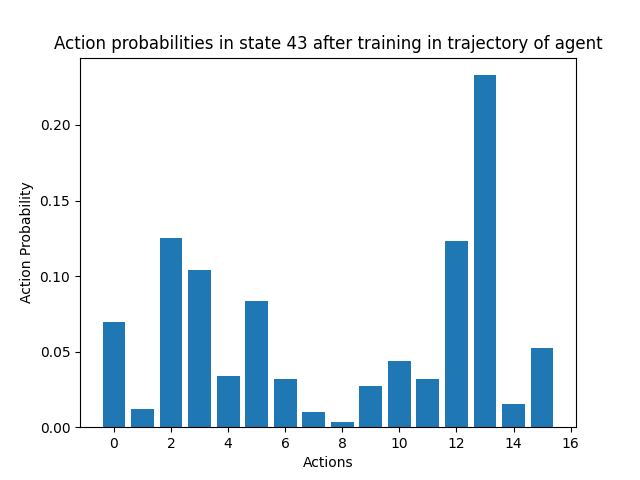 Action probabilities in state 43 after training in trajectory of agent
0.20
0.15
0.10
0.05
0.00
Action Probability
0 2 4 6 8 10 12 14 16
Actions